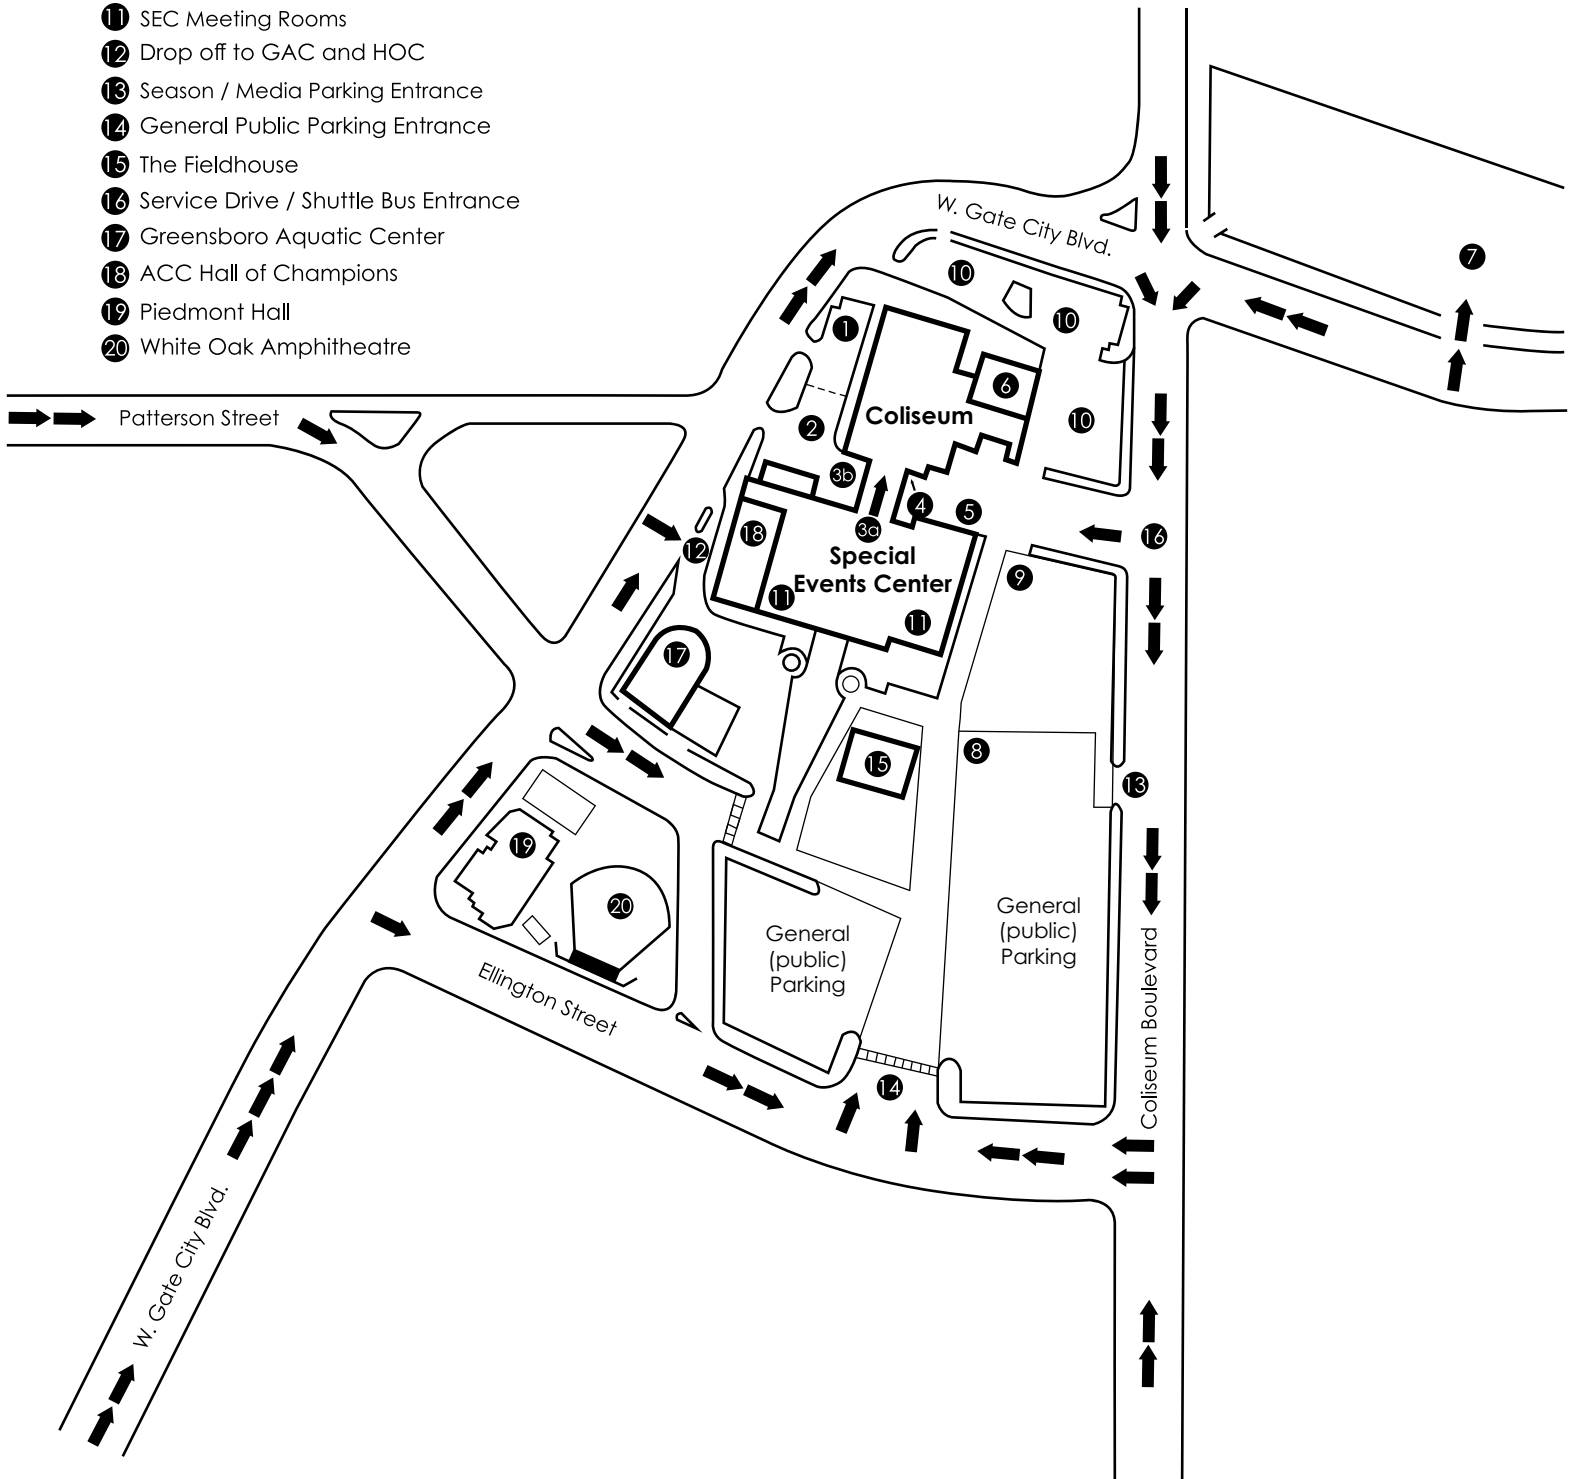 11 SEC Meeting Rooms
12 Drop off to GAC and HOC
13 Season / Media Parking Entrance
14 General Public Parking Entrance
15 The Fieldhouse
16 Service Drive / Shuttle Bus Entrance
17 Greensboro Aquatic Center
18 ACC Hall of Champions
19 Piedmont Hall
20 White Oak Amphitheatre
W. Gate City Blvd.
7
10
10
1
6
Patterson Street
Coliseum
10
2
3b
4
5
3a
18
16
12
Special
Events Center
9
11
11
17
8
15
13
19
20
General
(public)
Parking
General
(public)
Parking
Ellington Street
Coliseum Boulevard
14
W. Gate City Blvd.